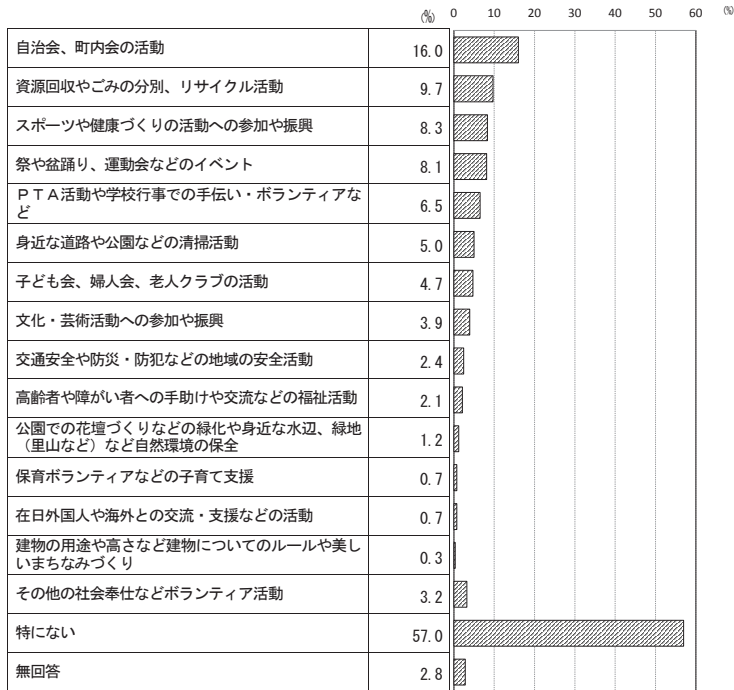 (%) 0 10 20 30 40 50 60 (%)
自治会、町内会の活動 16.0
資源回収やごみの分別、リサイクル活動 9.7
スポーツや健康づくりの活動への参加や振興 8.3
祭や盆踊り、運動会などのイベント 8.1
ＰＴＡ活動や学校行事での手伝い・ボランティアな
ど 6.5
身近な道路や公園などの清掃活動 5.0
子ども会、婦人会、老人クラブの活動 4.7
文化・芸術活動への参加や振興 3.9
交通安全や防災・防犯などの地域の安全活動 2.4
高齢者や障がい者への手助けや交流などの福祉活動 2.1
公園での花壇づくりなどの緑化や身近な水辺、緑地
（里山など）など自然環境の保全 1.2
保育ボランティアなどの子育て支援 0.7
在日外国人や海外との交流・支援などの活動 0.7
建物の用途や高さなど建物についてのルールや美し
いまちなみづくり 0.3
その他の社会奉仕などボランティア活動 3.2
特にない 57.0
無回答 2.8